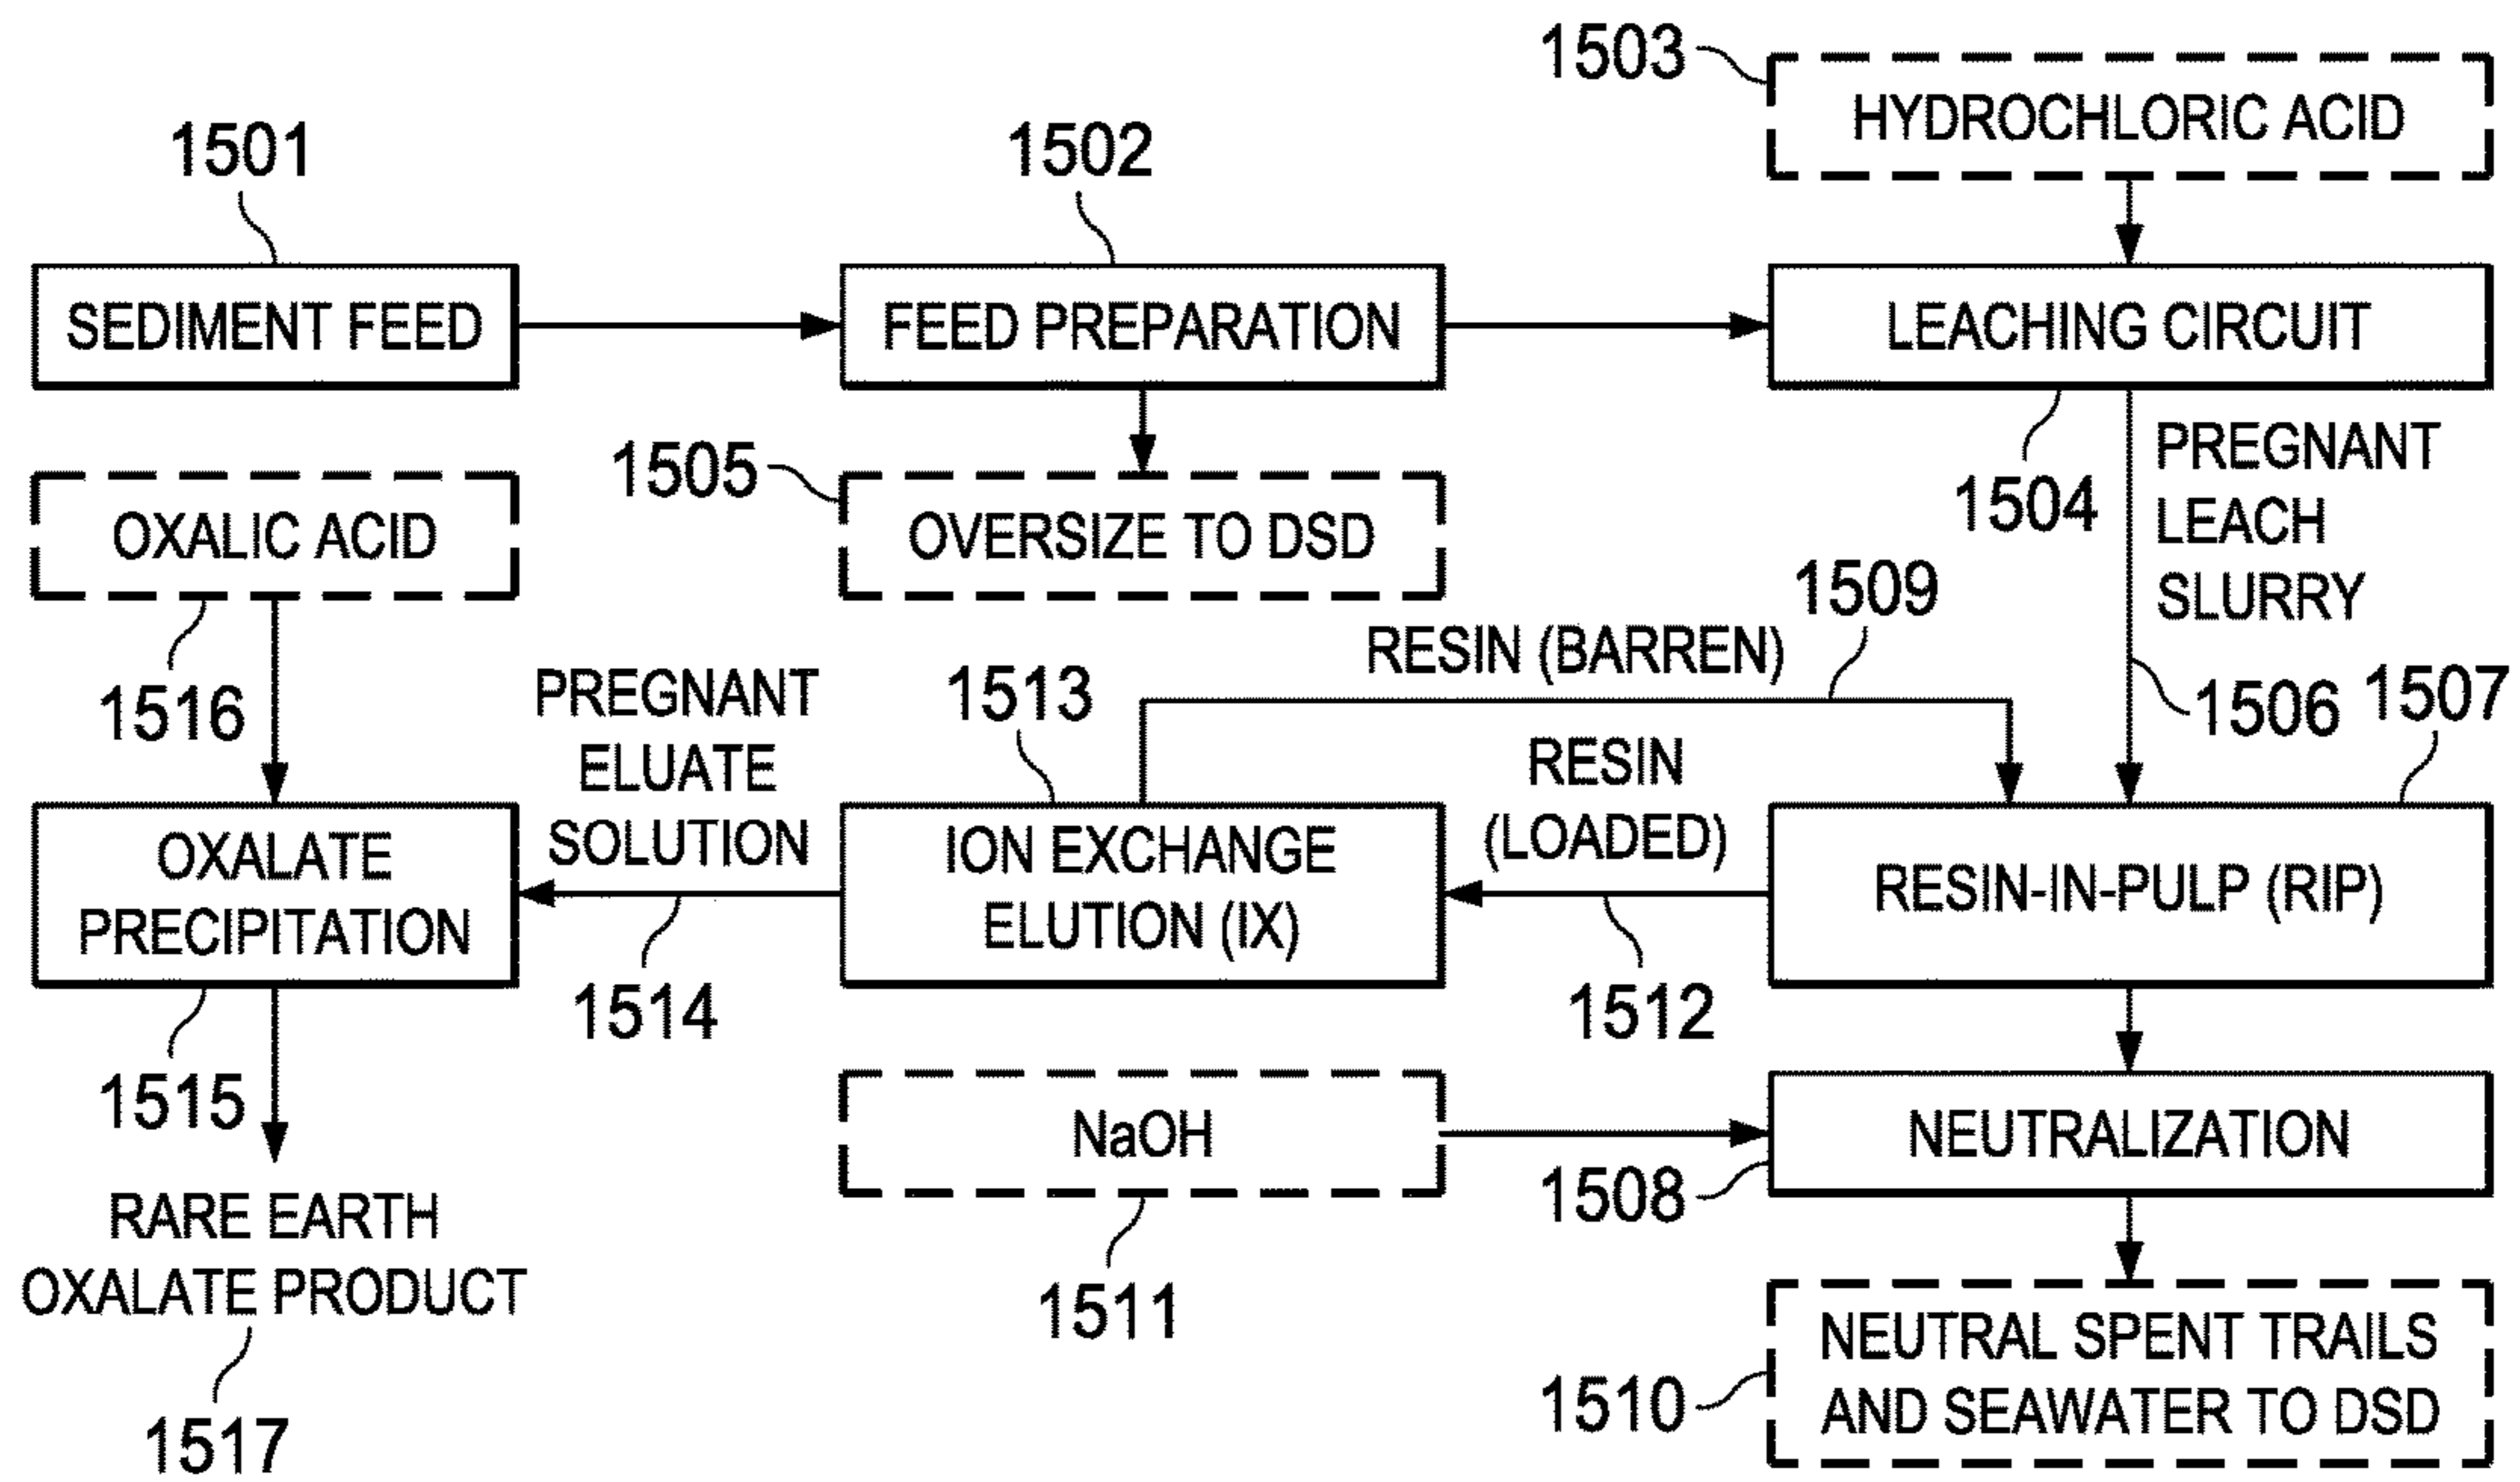 1503
HYDROCHLORIC ACID
1501
1502
SEDIMENT FEED
FEED PREPARATION
LEACHING CIRCUIT
1504
PREGNANT
LEACH
SLURRY
1505
OXALIC ACID
OVERSIZE TO DSD
1516
1509
RESIN (BARREN)
1506
1507
PREGNANT
ELUATE
SOLUTION
1513
RESIN
(LOADED)
OXALATE
PRECIPITATION
ION EXCHANGE
ELUTION (IX)
RESIN-IN-PULP (RIP)
1515
1514
1512
NaOH
NEUTRALIZATION
1508
1511
RARE EARTH
OXALATE PRODUCT
1517
NEUTRAL SPENT TRAILS
AND SEAWATER TO DSD
1510